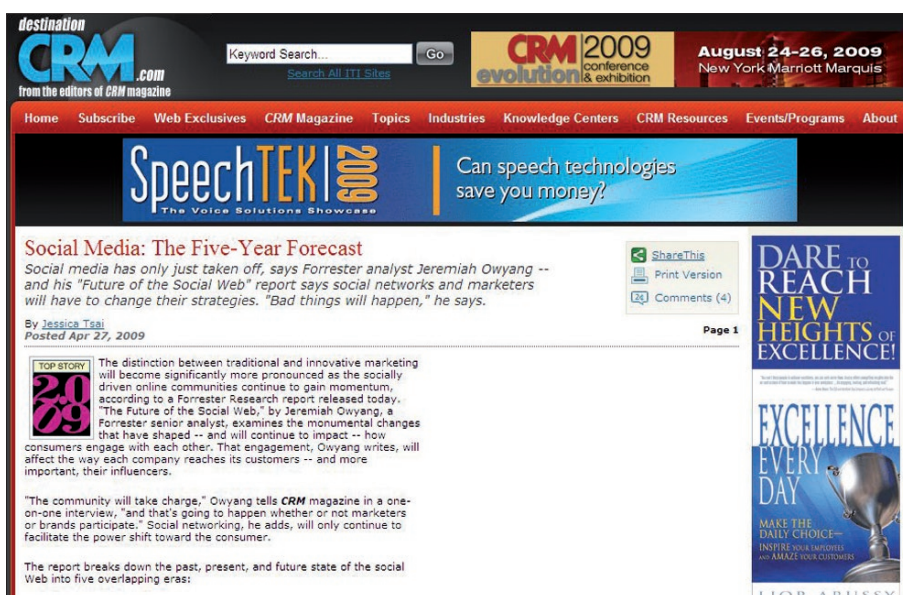 destination
CRM.com
from the editors of CRM magazine
Keyword Search...
Go
Search All ITI Sites
CRM 2009
evolution conference
& exhibition
August 24-26, 2009
New York Marriott Marquis
Home Subscribe Web Exclusives CRM Magazine Topics Industries Knowledge Centers CRM Resources Events/Programs About
SpeechTEK 2009
The Voice Solutions Showcase
Can speech technologies
save you money?
Social Media: The Five-Year Forecast
Social media has only just taken off, says Forrester analyst Jeremiah Owyang --
and his "Future of the Social Web" report says social networks and marketers
will have to change their strategies. "Bad things will happen," he says.
By Jessica Tsai
Posted Apr 27, 2009
ShareThis
Print Version
Comments (4)
Page 1
TOP STORY
2.0
09
The distinction between traditional and innovative marketing
will become significantly more pronounced as the socially
driven online communities continue to gain momentum,
according to a Forrester Research report released today.
"The Future of the Social Web," by Jeremiah Owyang, a
Forrester senior analyst, examines the monumental changes
that have shaped -- and will continue to impact -- how
consumers engage with each other. That engagement, Owyang writes, will
affect the way each company reaches its customers -- and more
important, their influencers.
"The community will take charge," Owyang tells CRM magazine in a one-
on-one interview, "and that's going to happen whether or not marketers
or brands participate." Social networking, he adds, will only continue to
facilitate the power shift toward the consumer.
The report breaks down the past, present, and future state of the social
Web into five overlapping eras:
DARE TO
REACH
NEW
HEIGHTS OF
EXCELLENCE!
EXCELLENCE
EVERY
DAY
MAKE THE
DAILY CHOICE—
INSPIRE YOUR EMPLOYEES
AND AMAZE YOUR CUSTOMERS
LIOR ARUSSY